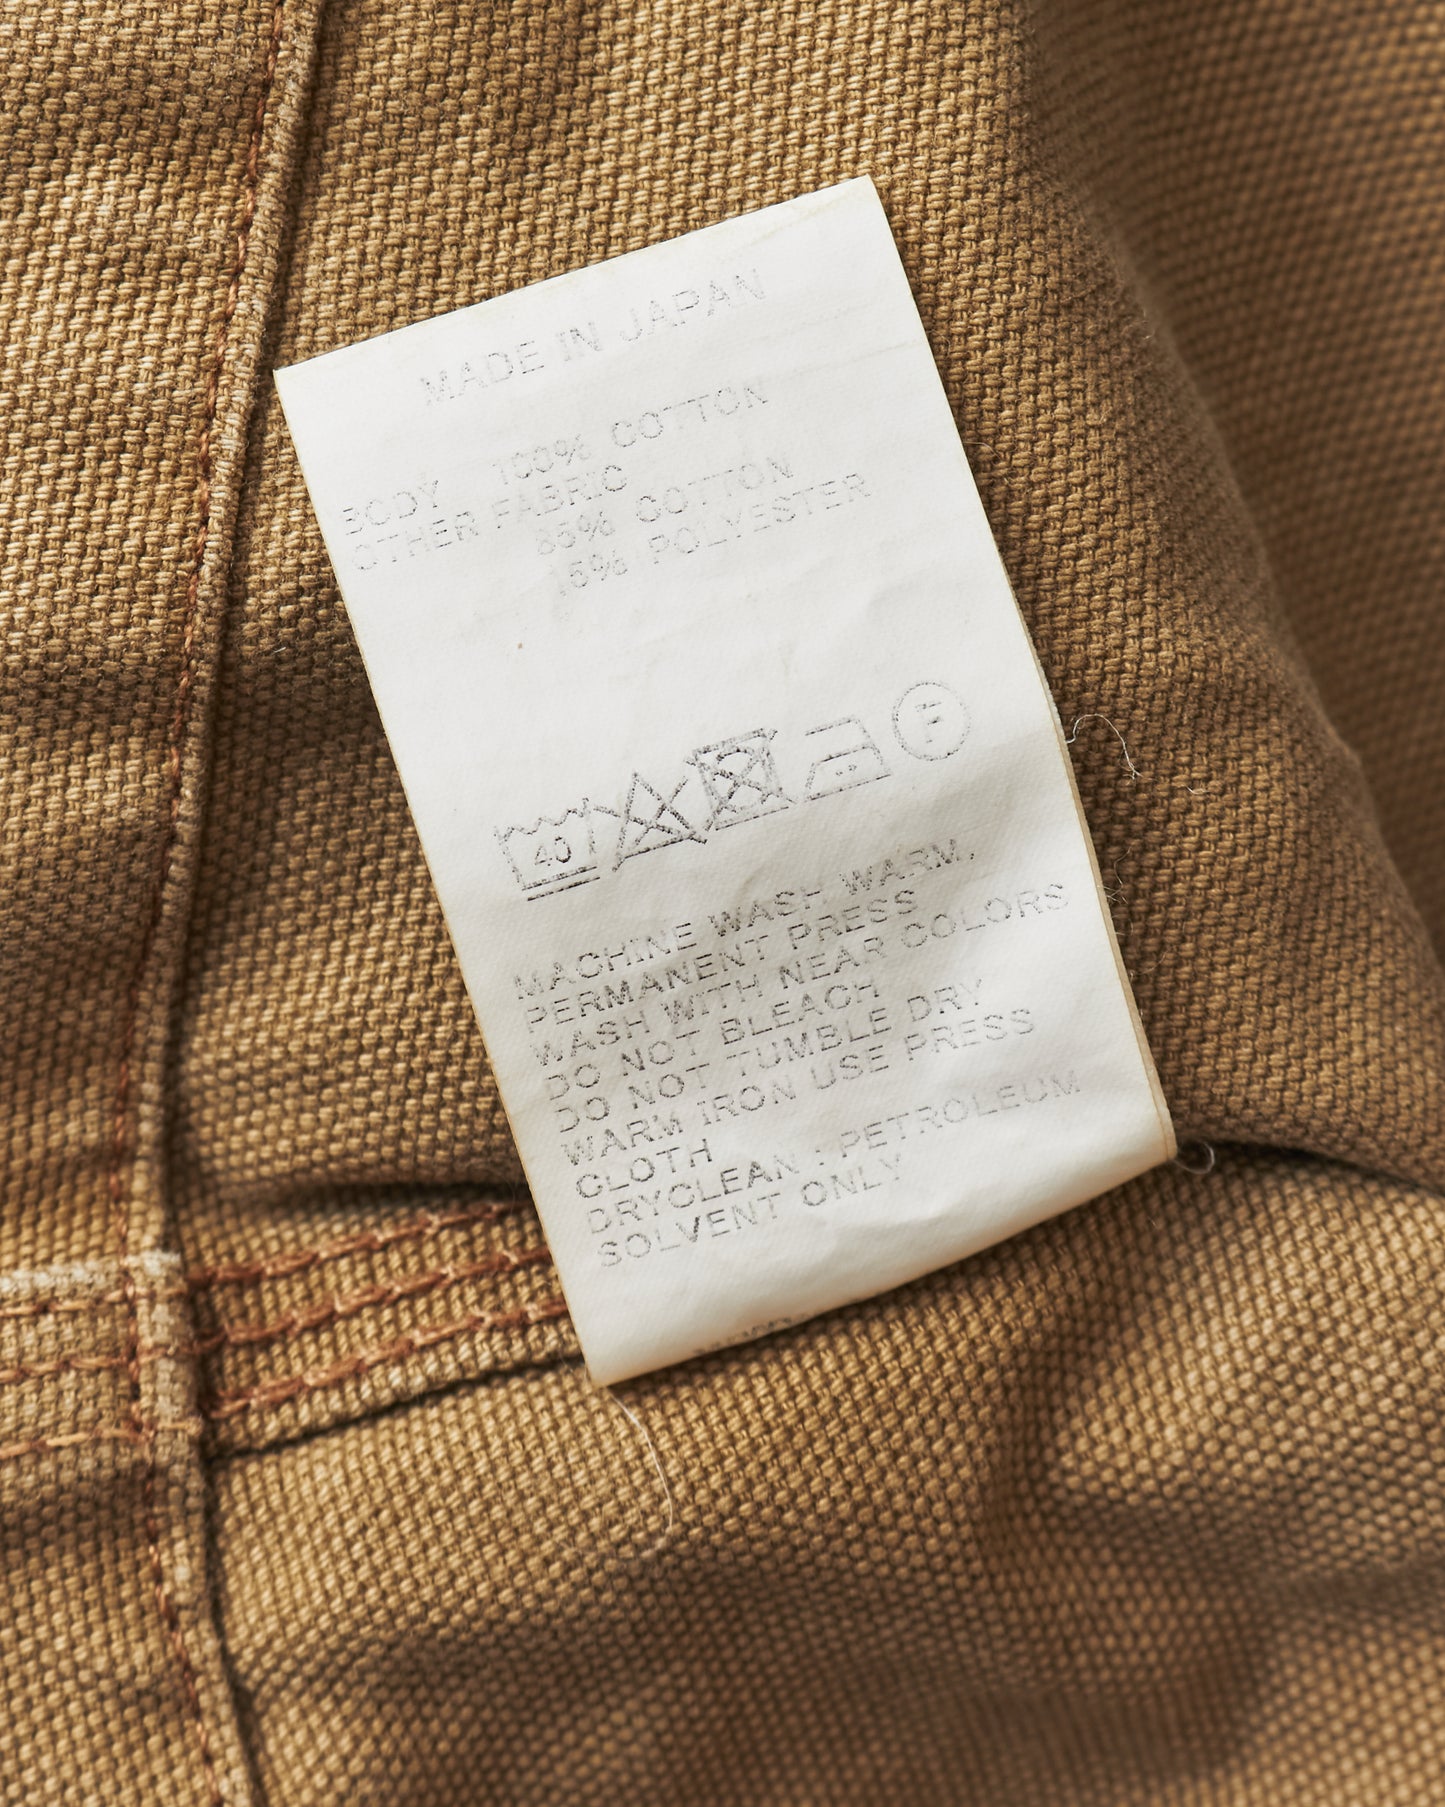 MADE IN JAPAN
BODY 100% COTTON
OTHER FABRIC
85% COTTON
15% POLYESTER
40
F
MACHINE WASH WARM,
PERMANENT PRESS
WASH WITH NEAR COLORS
DO NOT BLEACH
DO NOT TUMBLE DRY
WARM IRON USE PRESS
CLOTH
DRYCLEAN : PETROLEUM
SOLVENT ONLY